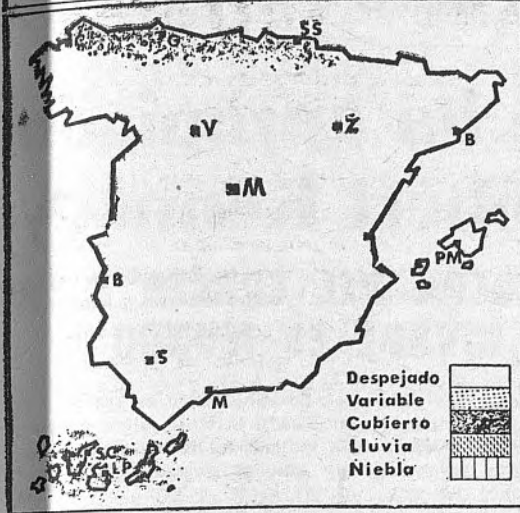 G
SS
V
Z
B
M
PM
B
S
M
SC
LP
Despejado
Variable
Cubierto
Lluvia
Niebla